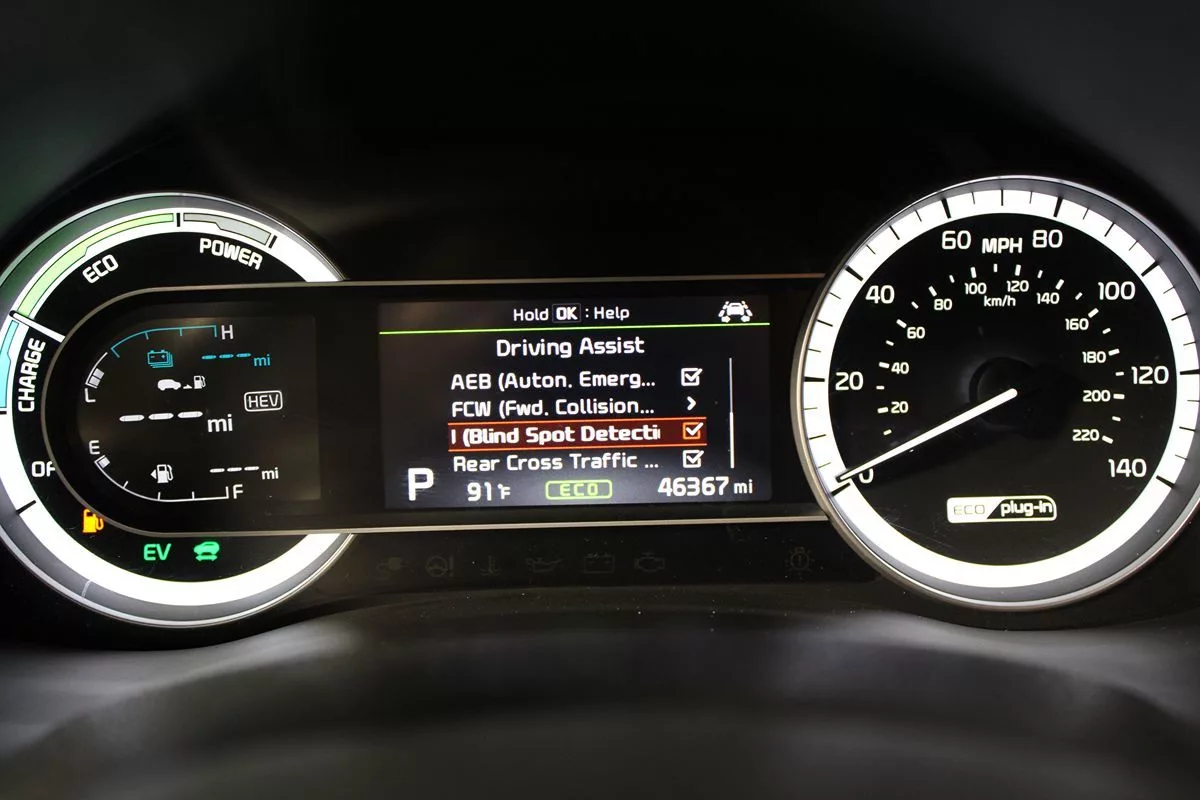 ECO
POWER
CHARGE
OF
H
--- mi
L
HEV
--- mi
E
--- mi
F
EV
Hold OK : Help
Driving Assist
AEB (Auton. Emerg...
FCW (Fwd. Collision...
(Blind Spot Detecti
Rear Cross Traffic ...
P
91°F
ECO
46367 mi
MPH
km/h
0
20
40
60
80
100
120
140
20
40
60
80
100
120
140
160
180
200
220
ECO plug-in